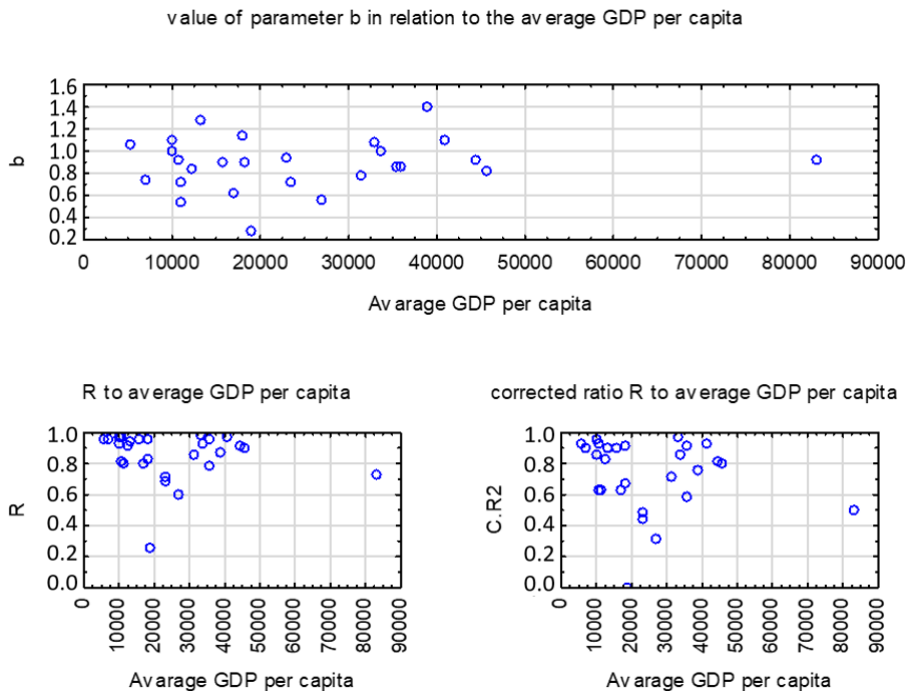 value of parameter b in relation to the average GDP per capita
1.6
1.4
1.2
1.0
0.8
0.6
0.4
0.2
b
0 10000 20000 30000 40000 50000 60000 70000 80000 90000
Avarage GDP per capita
R to average GDP per capita
1.0
0.8
0.6
0.4
0.2
0.0
R
0 10000 20000 30000 40000 50000 60000 70000 80000 90000
Avarage GDP per capita
corrected ratio R to average GDP per capita
1.0
0.8
0.6
0.4
0.2
0.0
C.R2
0 10000 20000 30000 40000 50000 60000 70000 80000 90000
Avarage GDP per capita